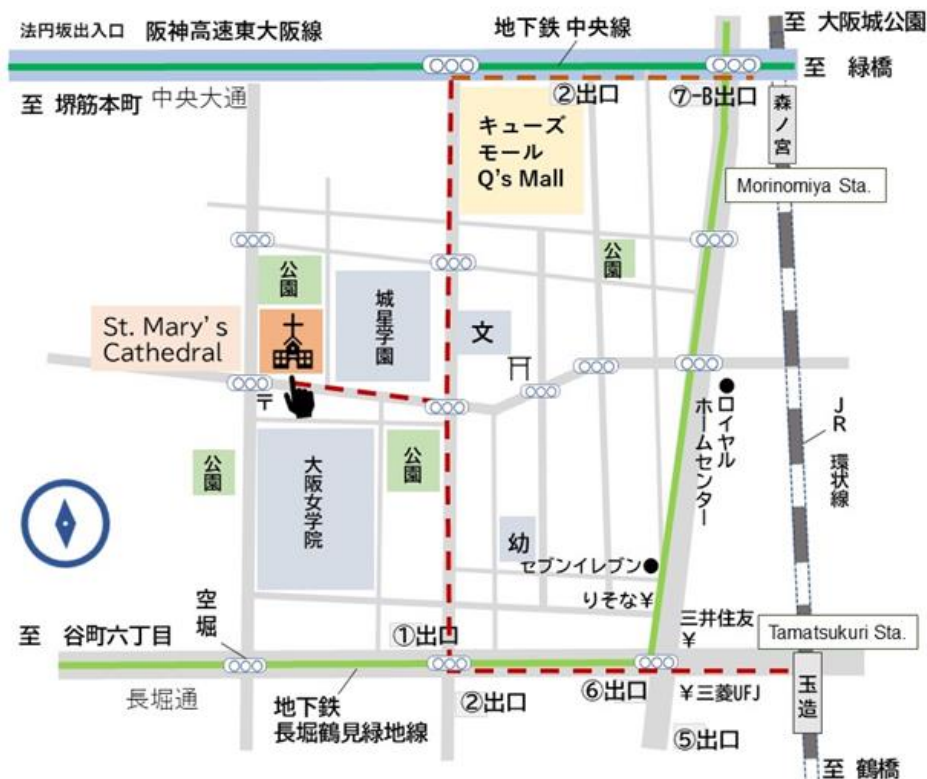 法円坂出入口 阪神高速東大阪線
地下鉄 中央線
至 大阪城公園
至 緑橋
至 堺筋本町 中央大通
②出口
⑦-B出口
森ノ宮
キューズ
モール
Q's Mall
Morinomiya Sta.
公園
公園
城星学園
St. Mary's
Cathedral
文
〒
ロイヤル
ホームセンター
JR 環状線
公園
大阪女学院
公園
幼
セブンイレブン
りそな¥
空堀
①出口
三井住友
¥
至 谷町六丁目
Tamatsukuri Sta.
長堀通
地下鉄
長堀鶴見緑地線
②出口
⑥出口
¥三菱UFJ
玉造
⑤出口
至 鶴橋